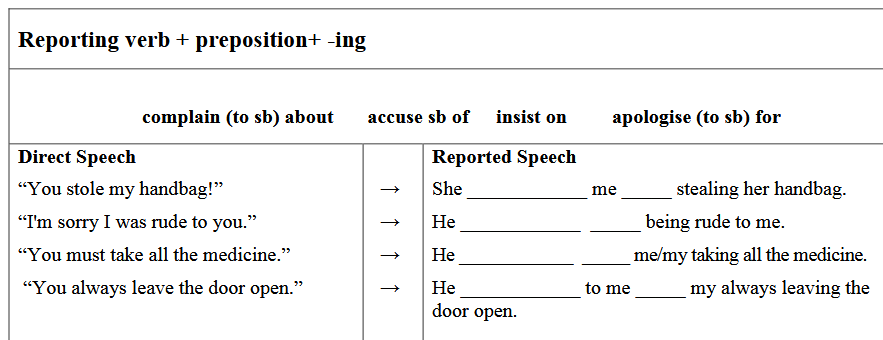 Reporting verb + preposition+ -ing
complain (to sb) about accuse sb of insist on apologise (to sb) for
Direct Speech Reported Speech
“You stole my handbag!” → She ____________ me _____ stealing her handbag.
“I'm sorry I was rude to you.” → He ____________ _____ being rude to me.
“You must take all the medicine.” → He ____________ _____ me/my taking all the medicine.
“You always leave the door open.” → He ____________ to me _____ my always leaving the
door open.